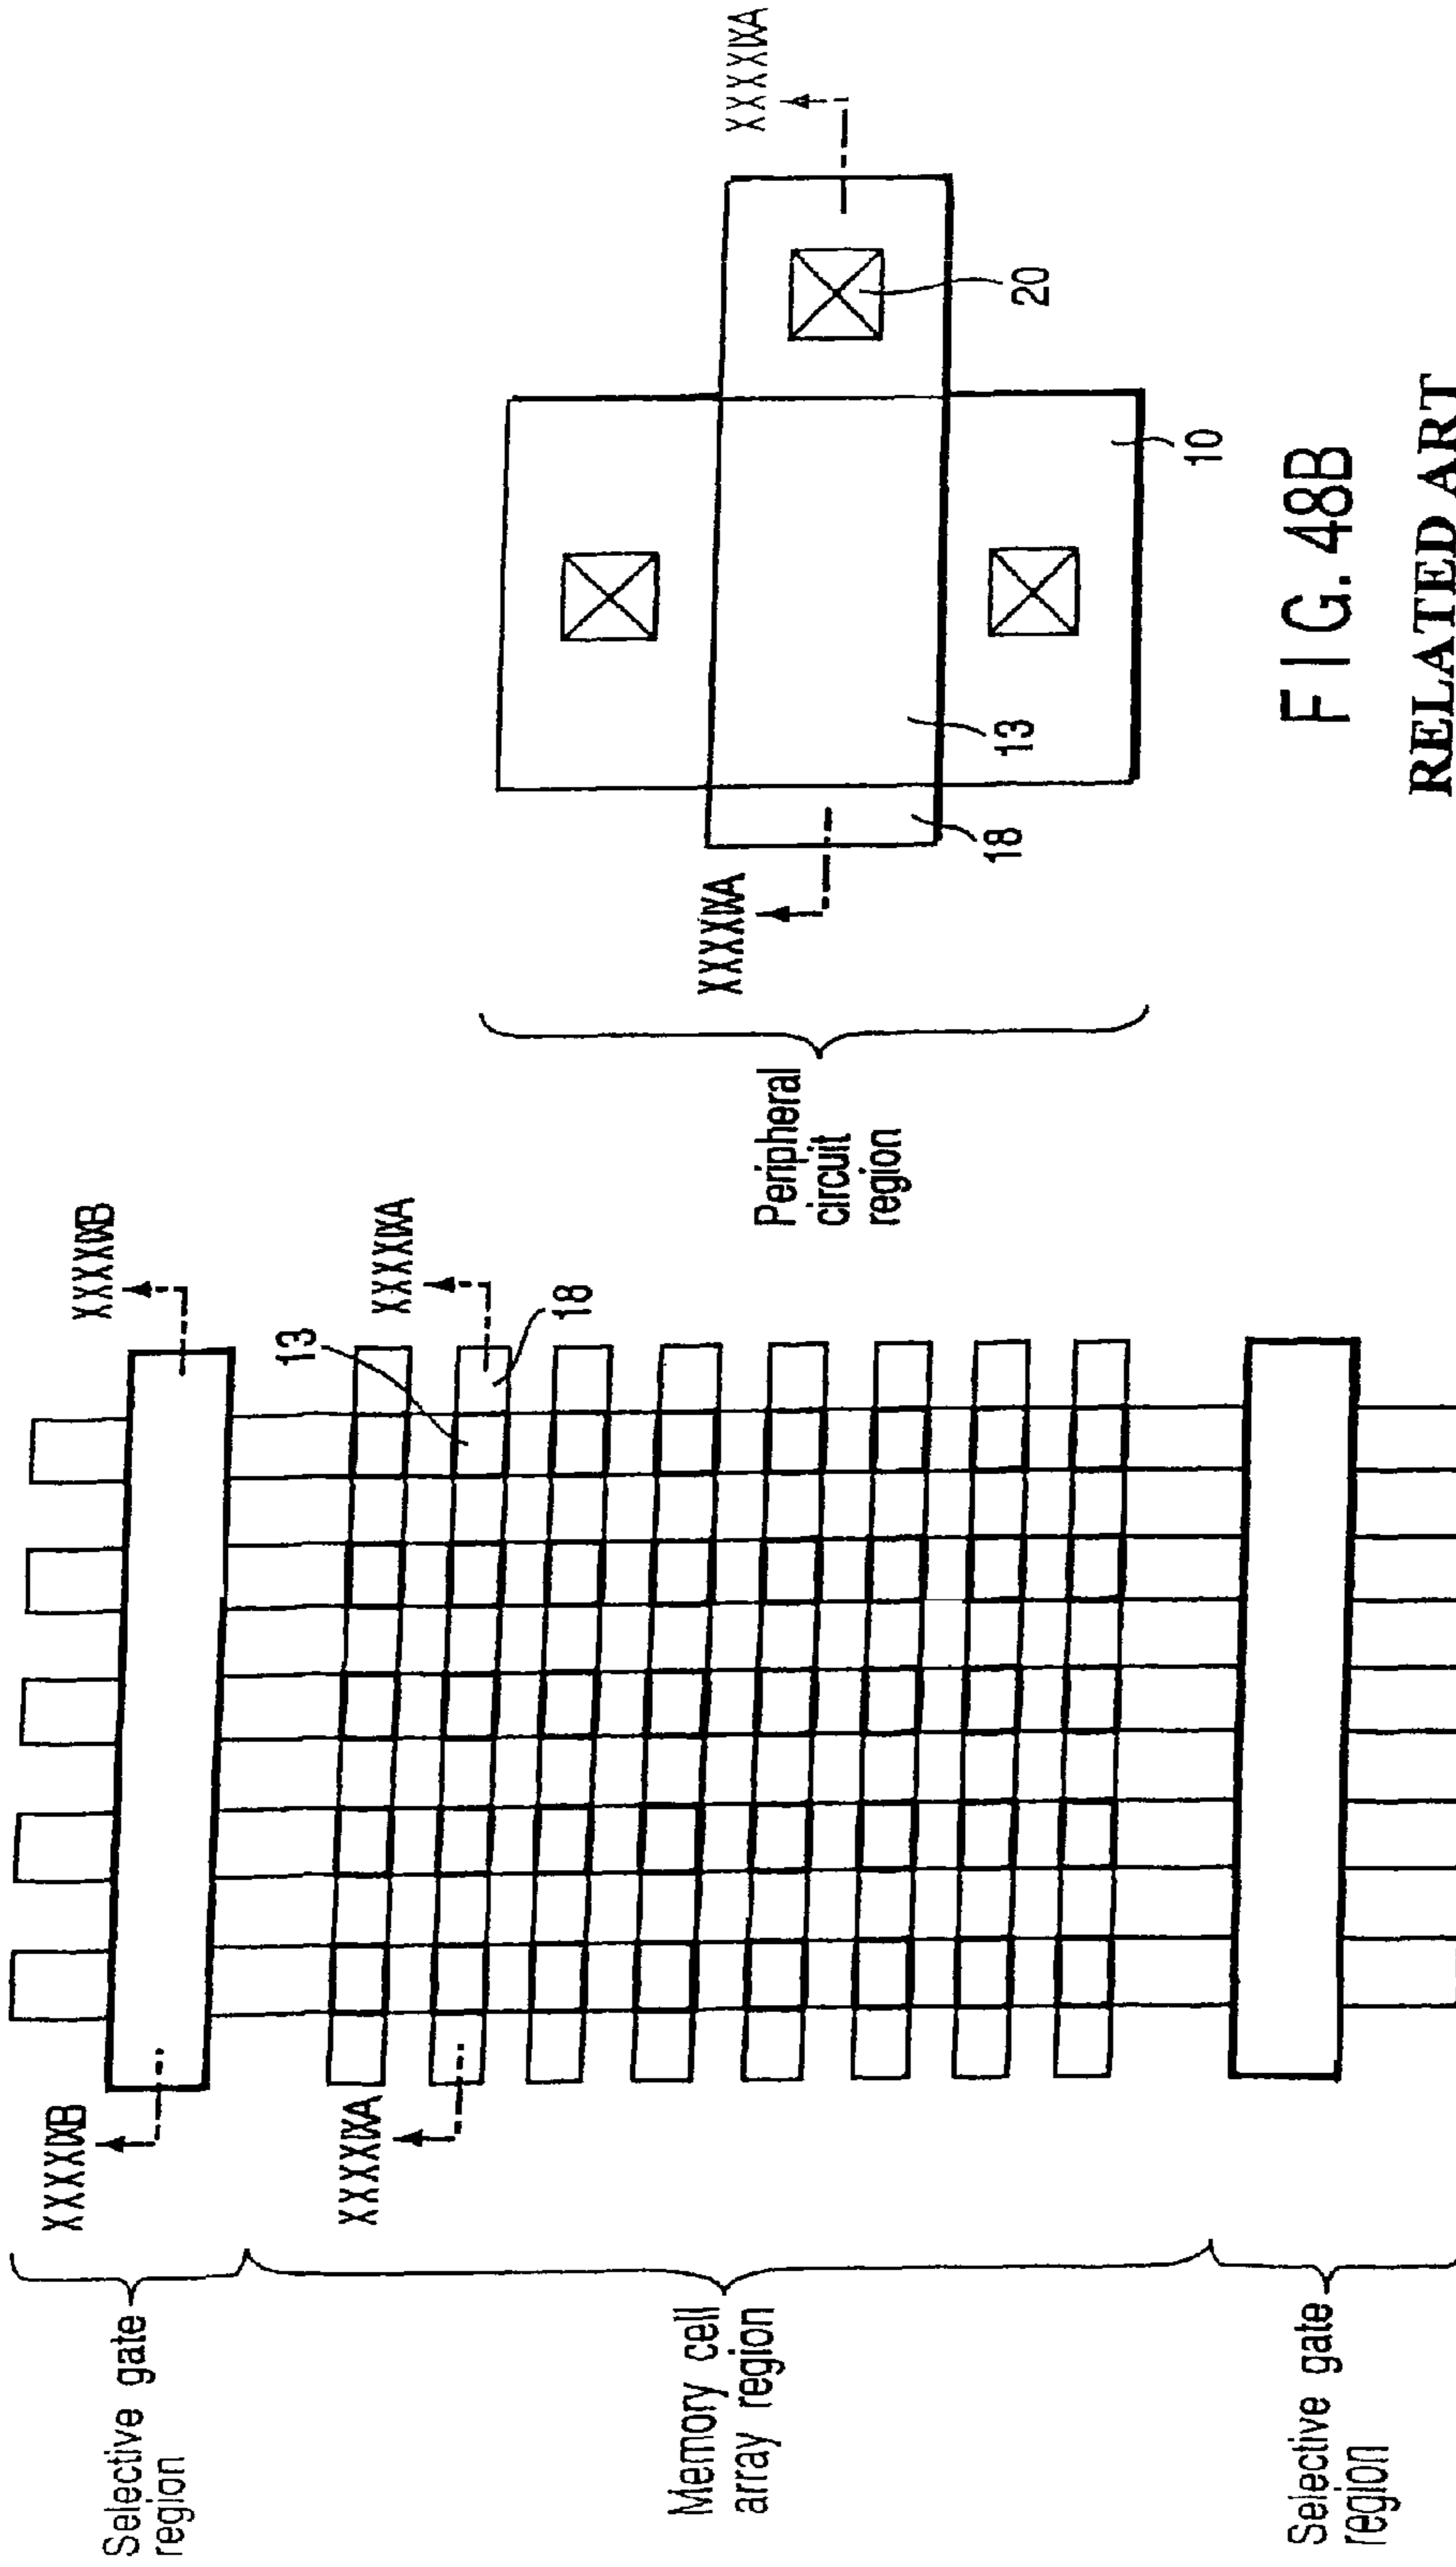 Selective gate
region
XXXXIXB
XXXXIXB
Memory cell
array region
XXXXIXA
XXXXIXA
13
18
Selective gate
region
Peripheral
circuit
region
XXXXIXA
XXXXIXA
18
13
10
20
FIG. 48B
RELATED ART